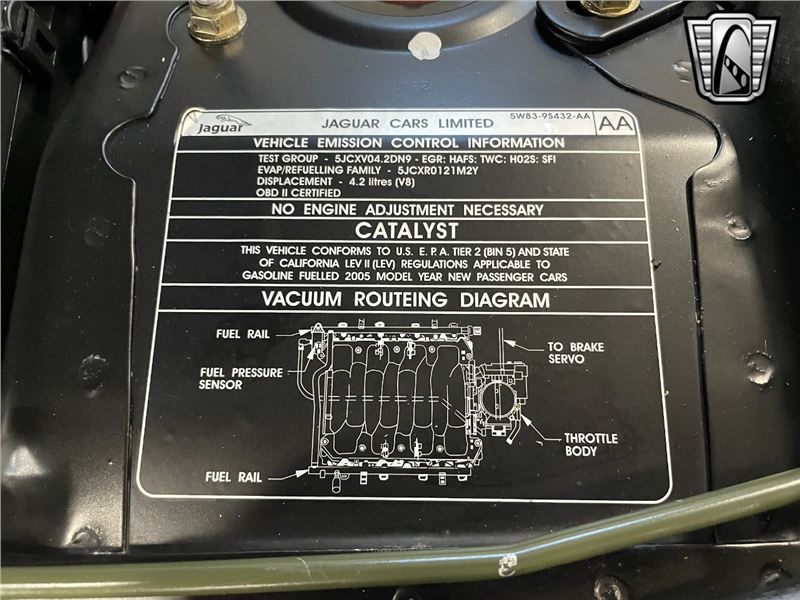 Jaguar
JAGUAR CARS LIMITED
5W83-9S432-AA
AA
VEHICLE EMISSION CONTROL INFORMATION
TEST GROUP - 5JCXV04.2DN9 - EGR: HAFS: TWC: H02S: SFI
EVAP/REFUELLING FAMILY - 5JCXR0121M2Y
DISPLACEMENT - 4.2 litres (V8)
OBD II CERTIFIED
NO ENGINE ADJUSTMENT NECESSARY
CATALYST
THIS VEHICLE CONFORMS TO U.S. E. P.A. TIER 2 (BIN 5) AND STATE
OF CALIFORNIA LEV II (LEV) REGULATIONS APPLICABLE TO
GASOLINE FUELLED 2005 MODEL YEAR NEW PASSENGER CARS
VACUUM ROUTEING DIAGRAM
FUEL RAIL
TO BRAKE
SERVO
FUEL PRESSURE
SENSOR
THROTTLE
BODY
FUEL RAIL